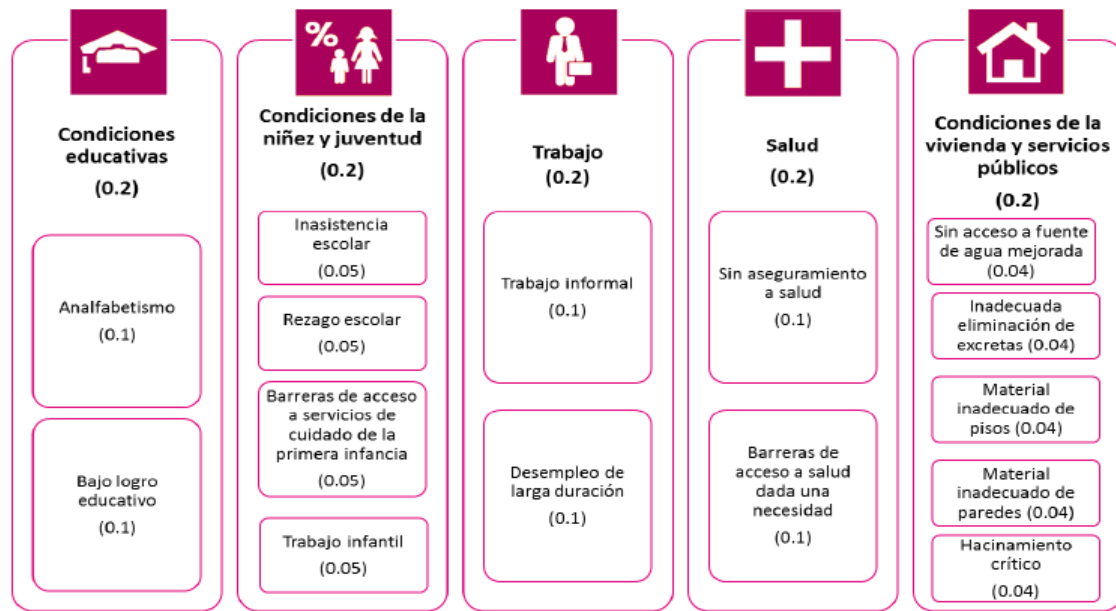 Condiciones
educativas
(0.2)
Analfabetismo
(0.1)
Bajo logro
educativo
(0.1)
%
Condiciones de la
niñez y juventud
(0.2)
Inasistencia
escolar
(0.05)
Rezago escolar
(0.05)
Barreras de acceso
a servicios de
cuidado de la
primera infancia
(0.05)
Trabajo infantil
(0.05)
Trabajo
(0.2)
Trabajo informal
(0.1)
Desempleo de
larga duración
(0.1)
Salud
(0.2)
Sin aseguramiento
a salud
(0.1)
Barreras de
acceso a salud
dada una
necesidad
(0.1)
Condiciones de la
vivienda y servicios
públicos
(0.2)
Sin acceso a fuente
de agua mejorada
(0.04)
Inadecuada
eliminación de
excretas (0.04)
Material
inadecuado de
pisos (0.04)
Material
inadecuado de
paredes (0.04)
Hacinamiento
crítico
(0.04)